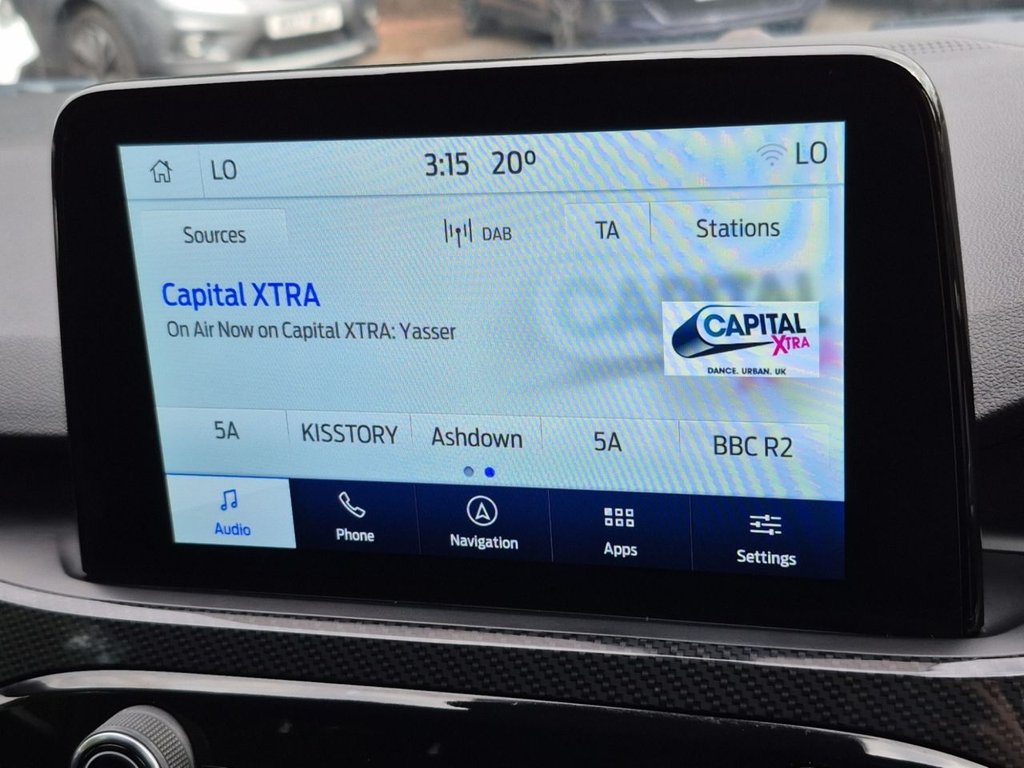 LO 3:15 20º LO
Sources DAB TA Stations
Capital XTRA
On Air Now on Capital XTRA: Yasser
CAPITAL
XTRA
DANCE. URBAN. UK
5A KISSTORY Ashdown 5A BBC R2
Audio Phone Navigation Apps Settings